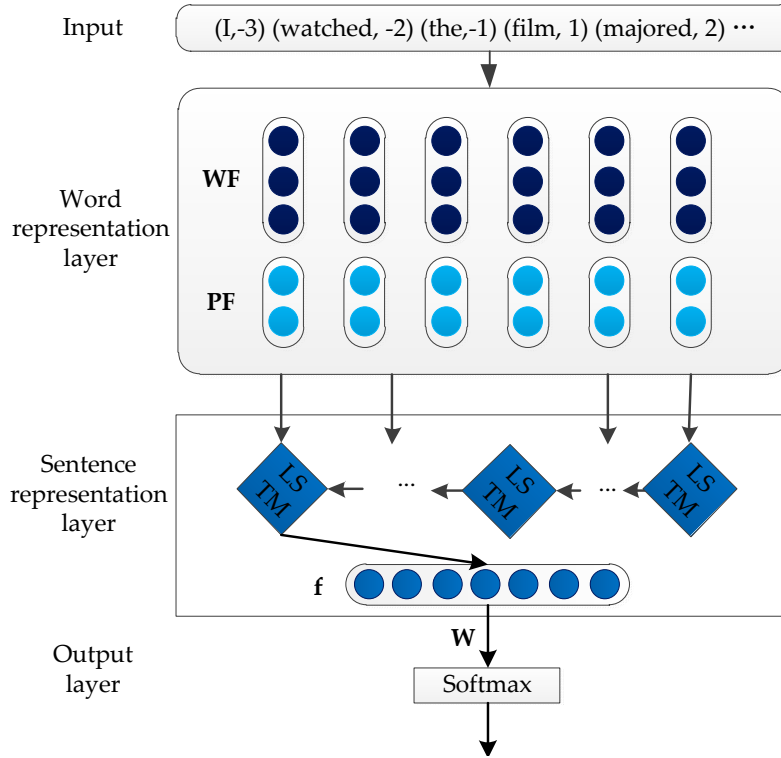 Input
(I,-3) (watched, -2) (the,-1) (film, 1) (majored, 2) ···
WF
Word
representation
layer
PF
Sentence
representation
layer
LS
TM
...
LS
TM
...
LS
TM
f
W
Output
layer
Softmax